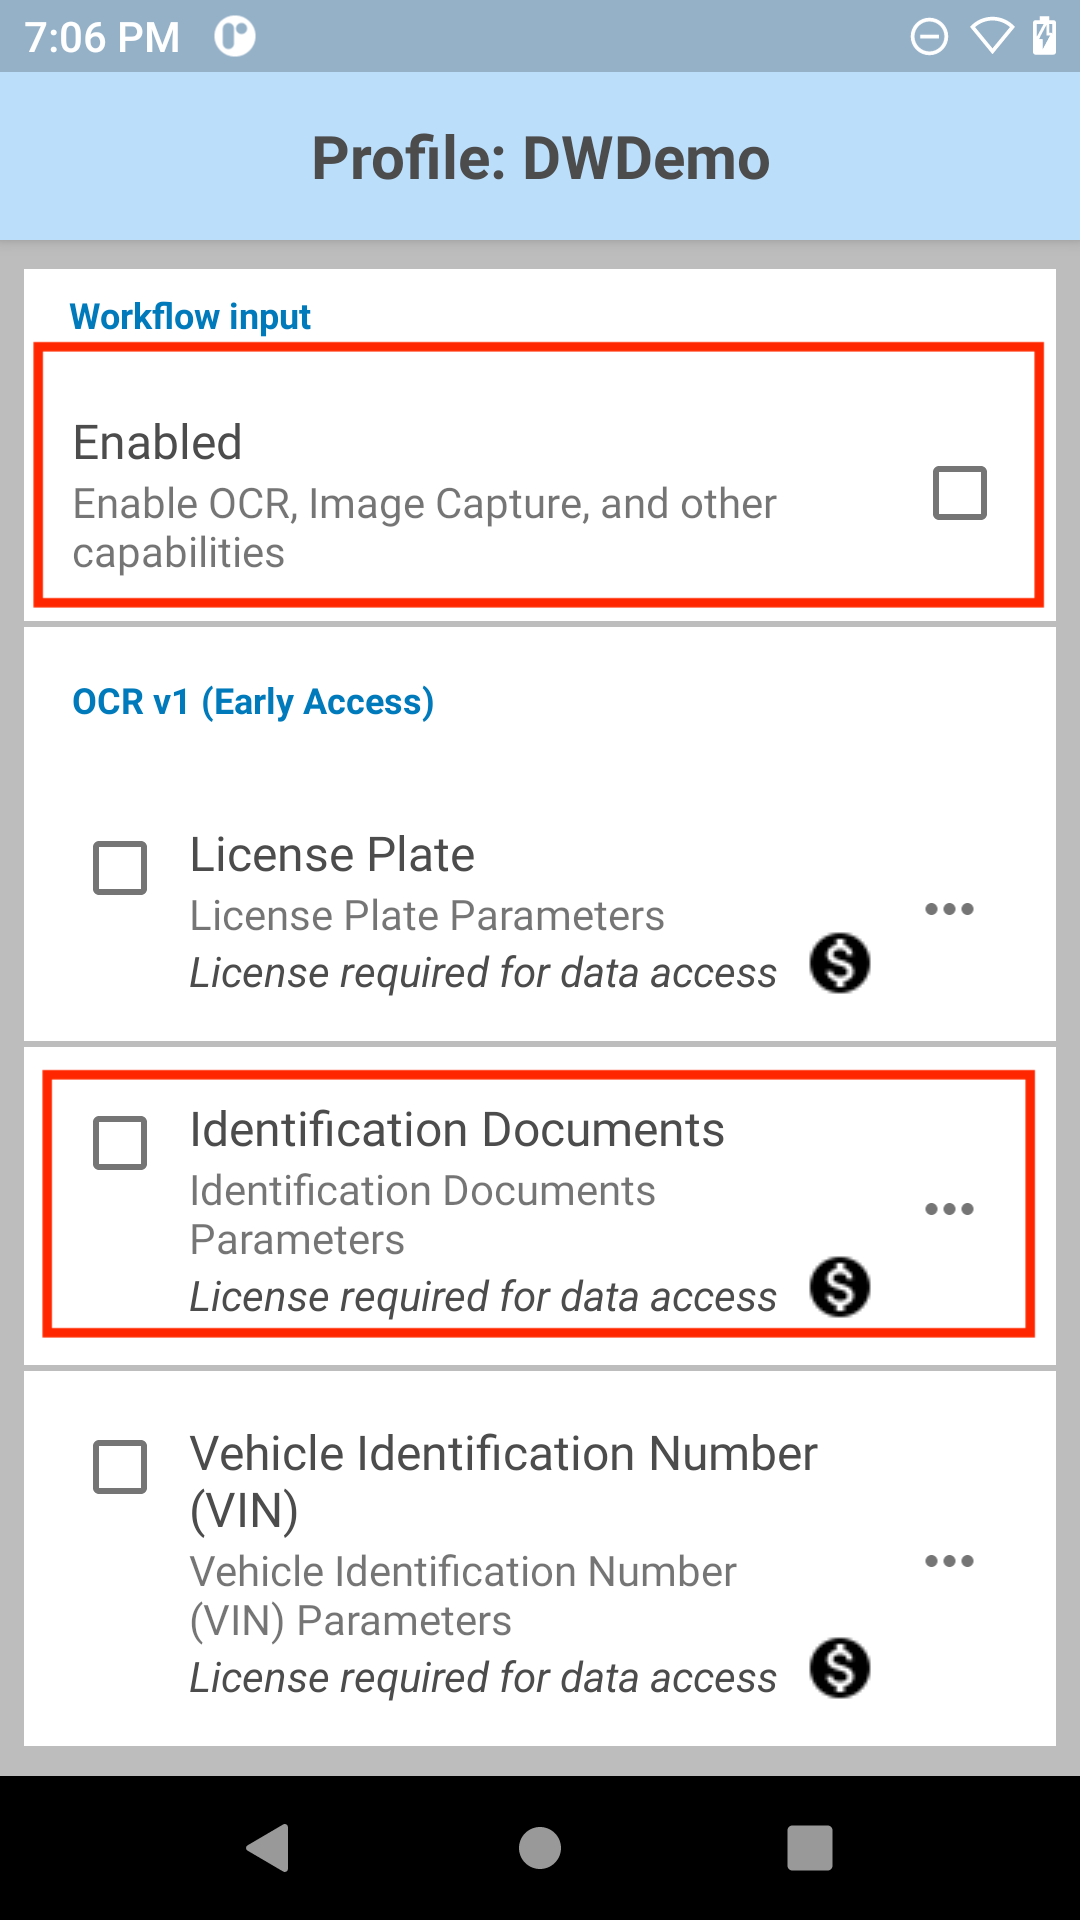 7:06 PM
Profile: DWDemo
Workflow input
Enabled
Enable OCR, Image Capture, and other
capabilities
OCR v1 (Early Access)
License Plate
License Plate Parameters
License required for data access
Identification Documents
Identification Documents
Parameters
License required for data access
Vehicle Identification Number
(VIN)
Vehicle Identification Number
(VIN) Parameters
License required for data access